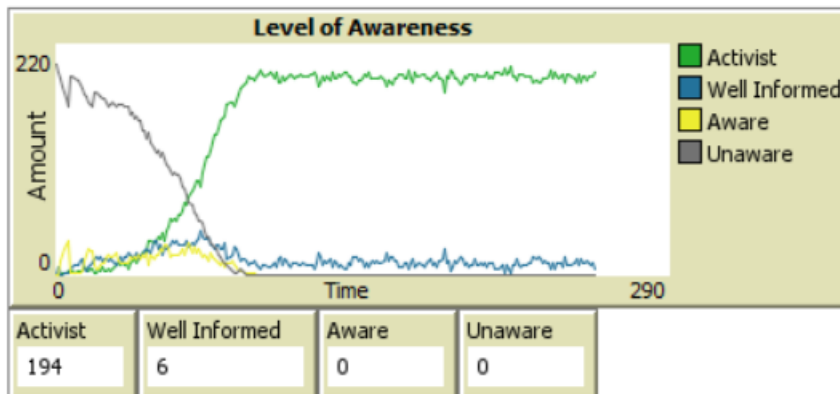 Level of Awareness
220
Amount
0
0
Time
290
Activist
Well Informed
Aware
Unaware
Activist
Well Informed
Aware
Unaware
194
6
0
0